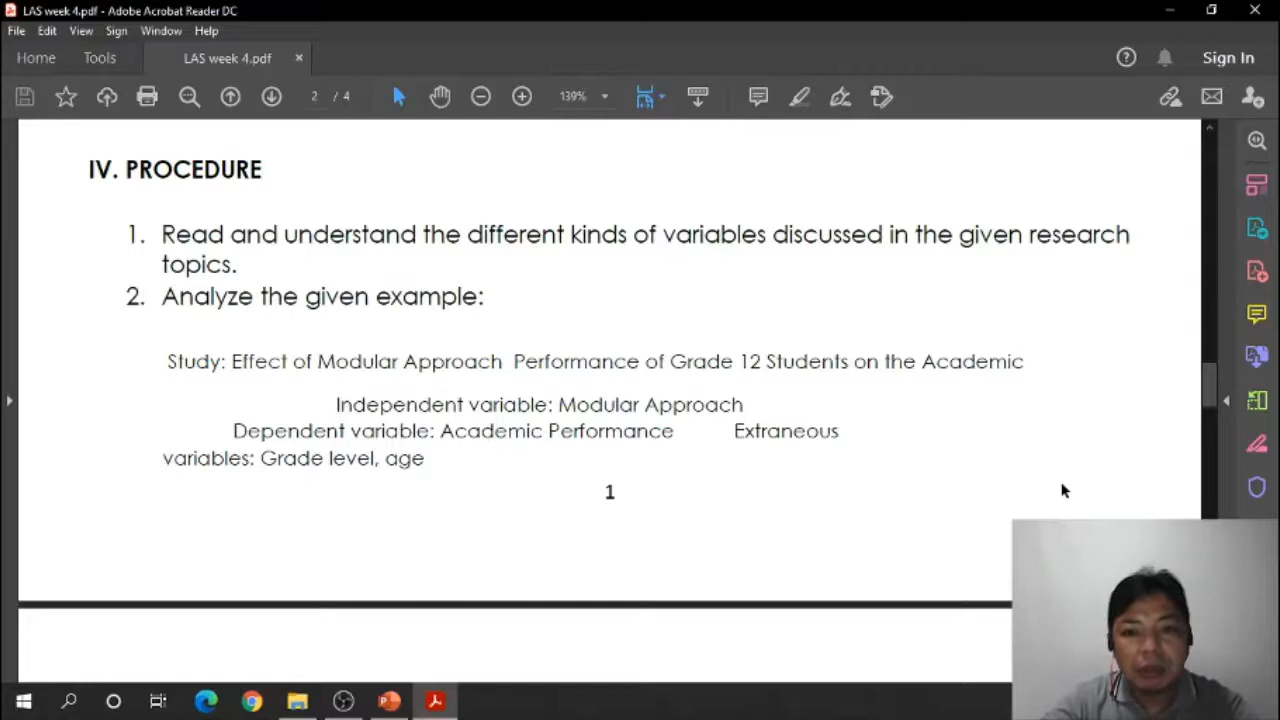 LAS week 4.pdf - Adobe Acrobat Reader DC
File Edit View Sign Window Help
Home Tools LAS week 4.pdf × Sign In
2 / 4 139%
IV. PROCEDURE
1. Read and understand the different kinds of variables discussed in the given research
topics.
2. Analyze the given example:
Study: Effect of Modular Approach Performance of Grade 12 Students on the Academic
Independent variable: Modular Approach
Dependent variable: Academic Performance Extraneous
variables: Grade level, age
1